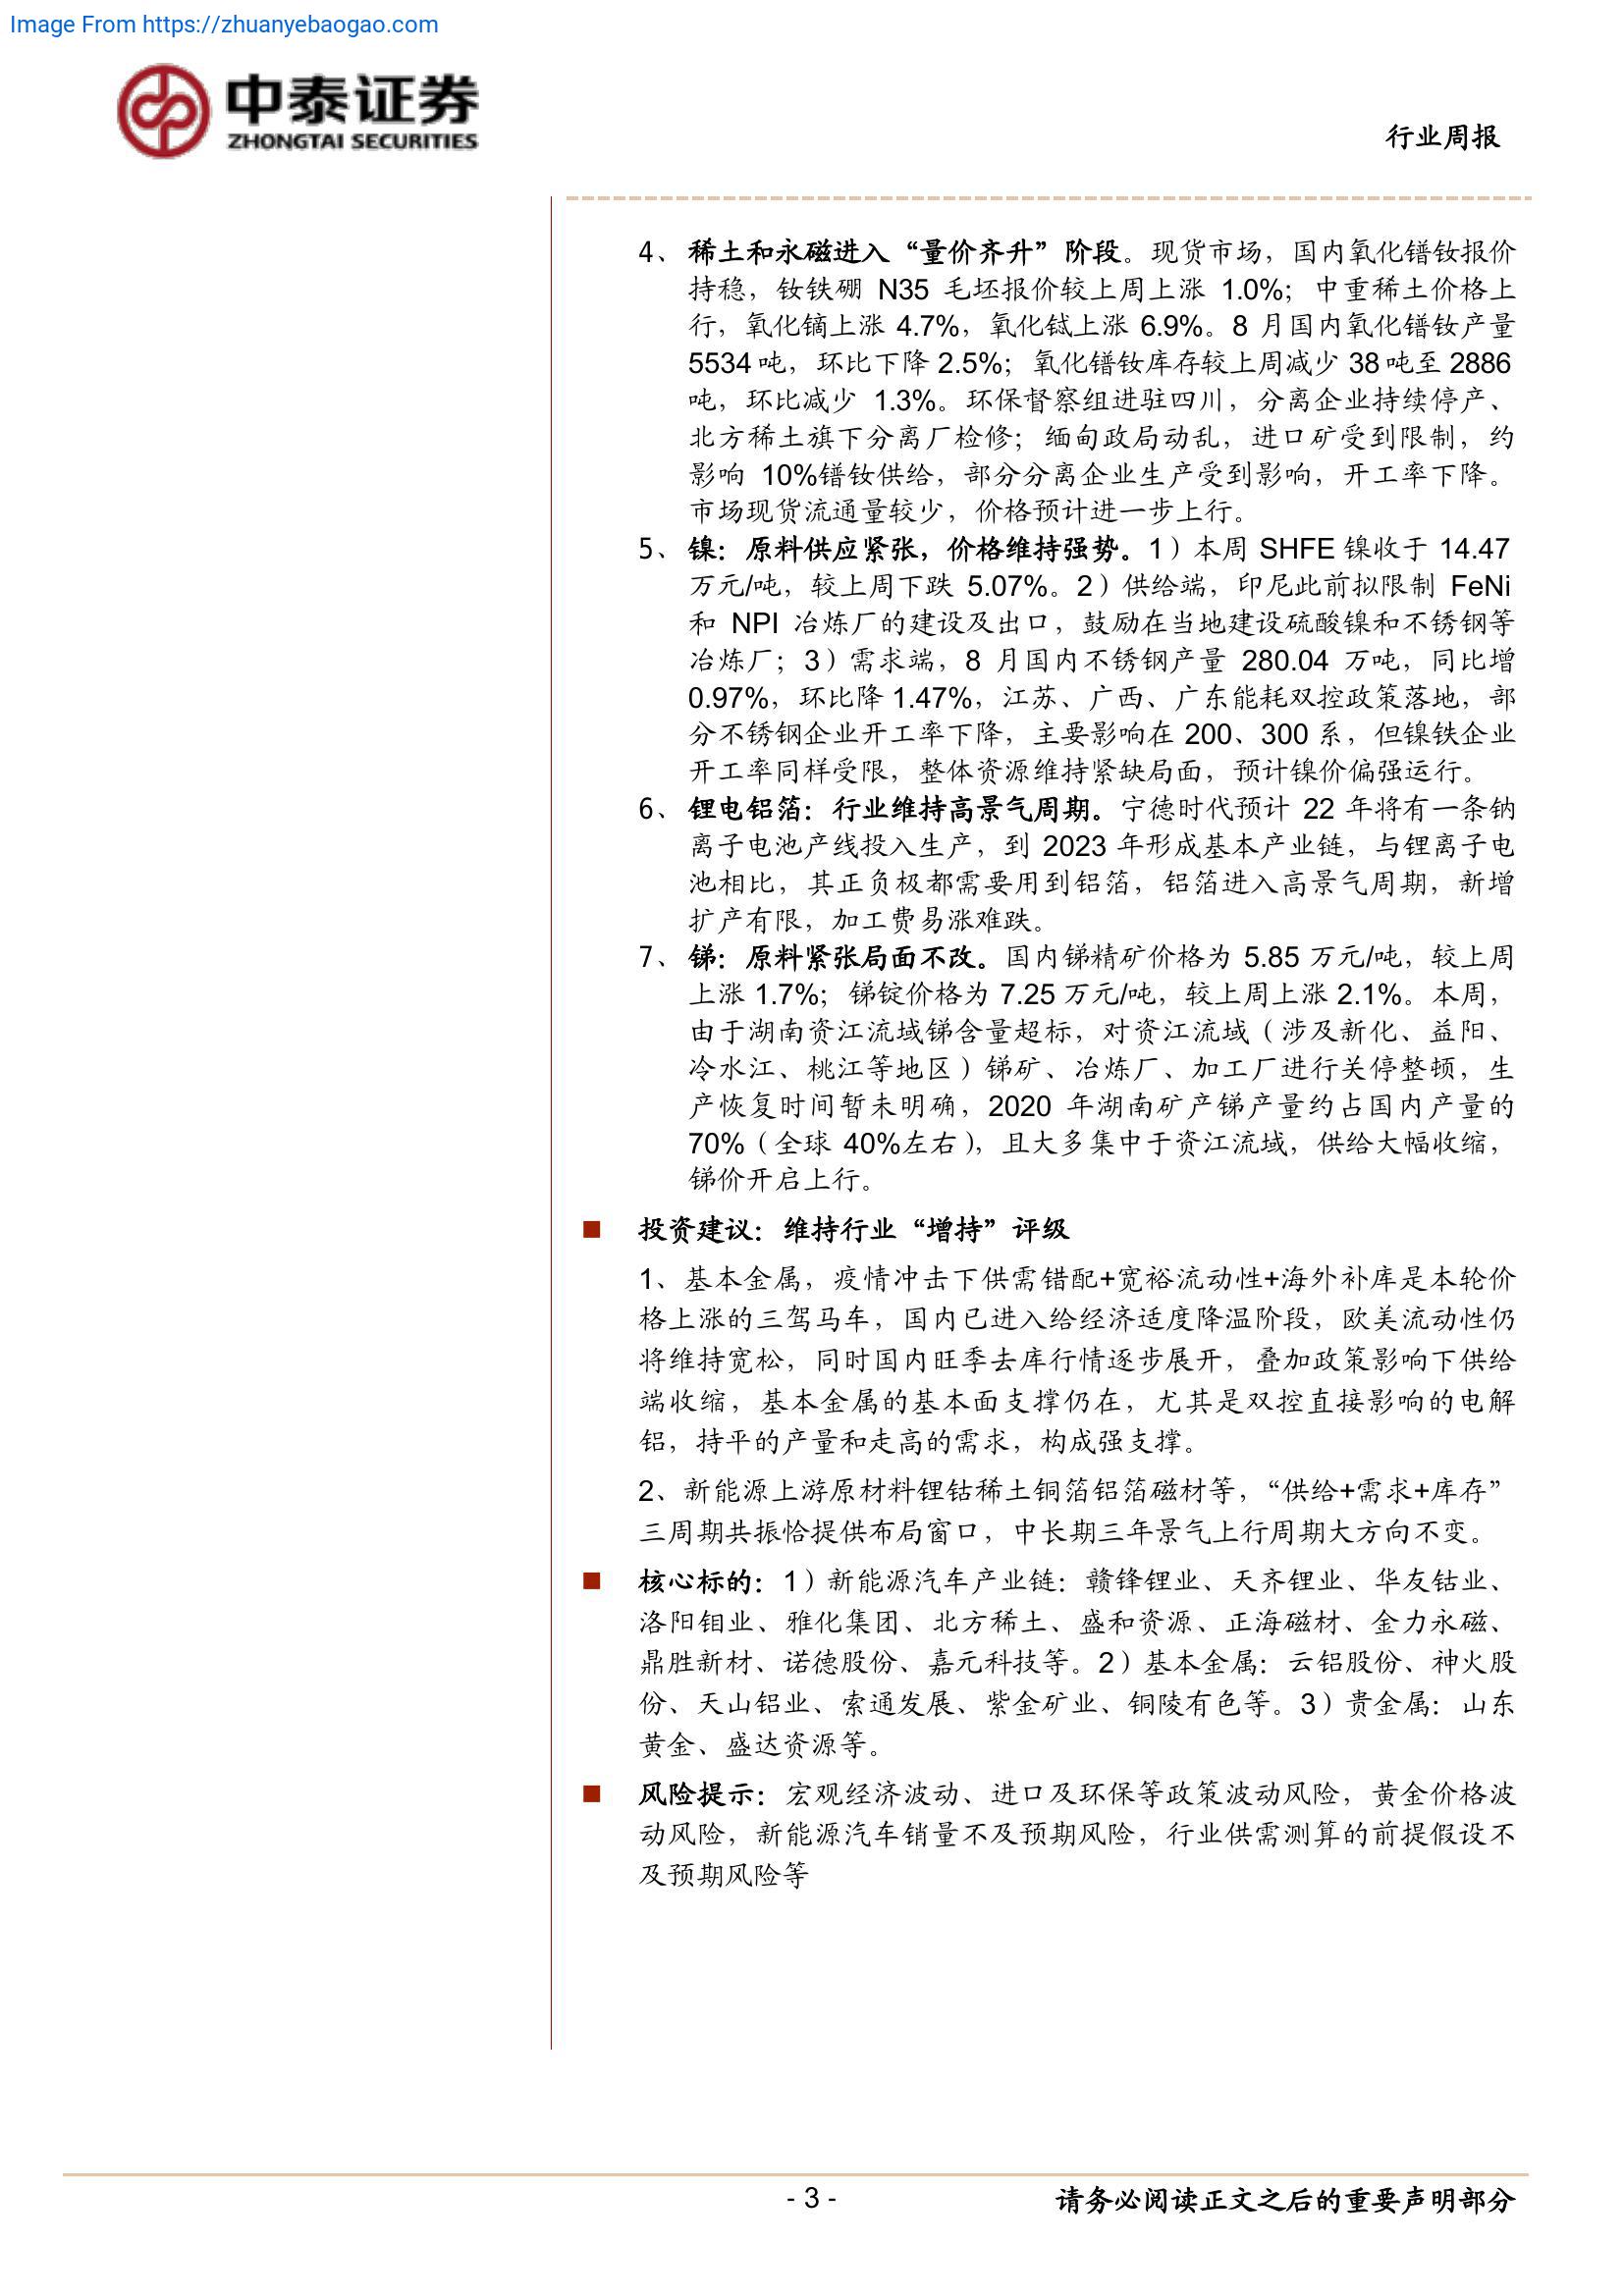 Image From https://zhuanyebaogao.com
中泰证券
ZHONGTAI SECURITIES
行业周报
4、稀土和永磁进入“量价齐升”阶段。现货市场，国内氧化镨钕报价
持稳，钕铁硼 N35 毛坯报价较上周上涨 1.0%；中重稀土价格上
行，氧化镝上涨 4.7%，氧化铽上涨 6.9%。8 月国内氧化镨钕产量
5534 吨，环比下降 2.5%；氧化镨钕库存较上周减少 38 吨至 2886
吨，环比减少 1.3%。环保督察组进驻四川，分离企业持续停产、
北方稀土旗下分离厂检修；缅甸政局动乱，进口矿受到限制，约
影响 10%镨钕供给，部分分离企业生产受到影响，开工率下降。
市场现货流通量较少，价格预计进一步上行。
5、镍：原料供应紧张，价格维持强势。1）本周 SHFE 镍收于 14.47
万元/吨，较上周下跌 5.07%。2）供给端，印尼此前拟限制 FeNi
和 NPI 冶炼厂的建设及出口，鼓励在当地建设硫酸镍和不锈钢等
冶炼厂；3）需求端，8 月国内不锈钢产量 280.04 万吨，同比增
0.97%，环比降 1.47%，江苏、广西、广东能耗双控政策落地，部
分不锈钢企业开工率下降，主要影响在 200、300 系，但镍铁企业
开工率同样受限，整体资源维持紧缺局面，预计镍价偏强运行。
6、锂电铝箔：行业维持高景气周期。宁德时代预计 22 年将有一条钠
离子电池产线投入生产，到 2023 年形成基本产业链，与锂离子电
池相比，其正负极都需要用到铝箔，铝箔进入高景气周期，新增
扩产有限，加工费易涨难跌。
7、锑：原料紧张局面不改。国内锑精矿价格为 5.85 万元/吨，较上周
上涨 1.7%；锑锭价格为 7.25 万元/吨，较上周上涨 2.1%。本周，
由于湖南资江流域锑含量超标，对资江流域（涉及新化、益阳、
冷水江、桃江等地区）锑矿、冶炼厂、加工厂进行关停整顿，生
产恢复时间暂未明确，2020 年湖南矿产锑产量约占国内产量的
70%（全球 40%左右），且大多集中于资江流域，供给大幅收缩，
锑价开启上行。
投资建议：维持行业“增持”评级
1、基本金属，疫情冲击下供需错配+宽裕流动性+海外补库是本轮价
格上涨的三驾马车，国内已进入给经济适度降温阶段，欧美流动性仍
将维持宽松，同时国内旺季去库行情逐步展开，叠加政策影响下供给
端收缩，基本金属的基本面支撑仍在，尤其是双控直接影响的电解
铝，持平的产量和走高的需求，构成强支撑。
2、新能源上游原材料锂钴稀土铜箔铝箔磁材等，“供给+需求+库存”
三周期共振恰提供布局窗口，中长期三年景气上行周期大方向不变。
核心标的：1）新能源汽车产业链：赣锋锂业、天齐锂业、华友钴业、
洛阳钼业、雅化集团、北方稀土、盛和资源、正海磁材、金力永磁、
鼎胜新材、诺德股份、嘉元科技等。2）基本金属：云铝股份、神火股
份、天山铝业、索通发展、紫金矿业、铜陵有色等。3）贵金属：山东
黄金、盛达资源等。
风险提示：宏观经济波动、进口及环保等政策波动风险，黄金价格波
动风险，新能源汽车销量不及预期风险，行业供需测算的前提假设不
及预期风险等
- 3 -
请务必阅读正文之后的重要声明部分